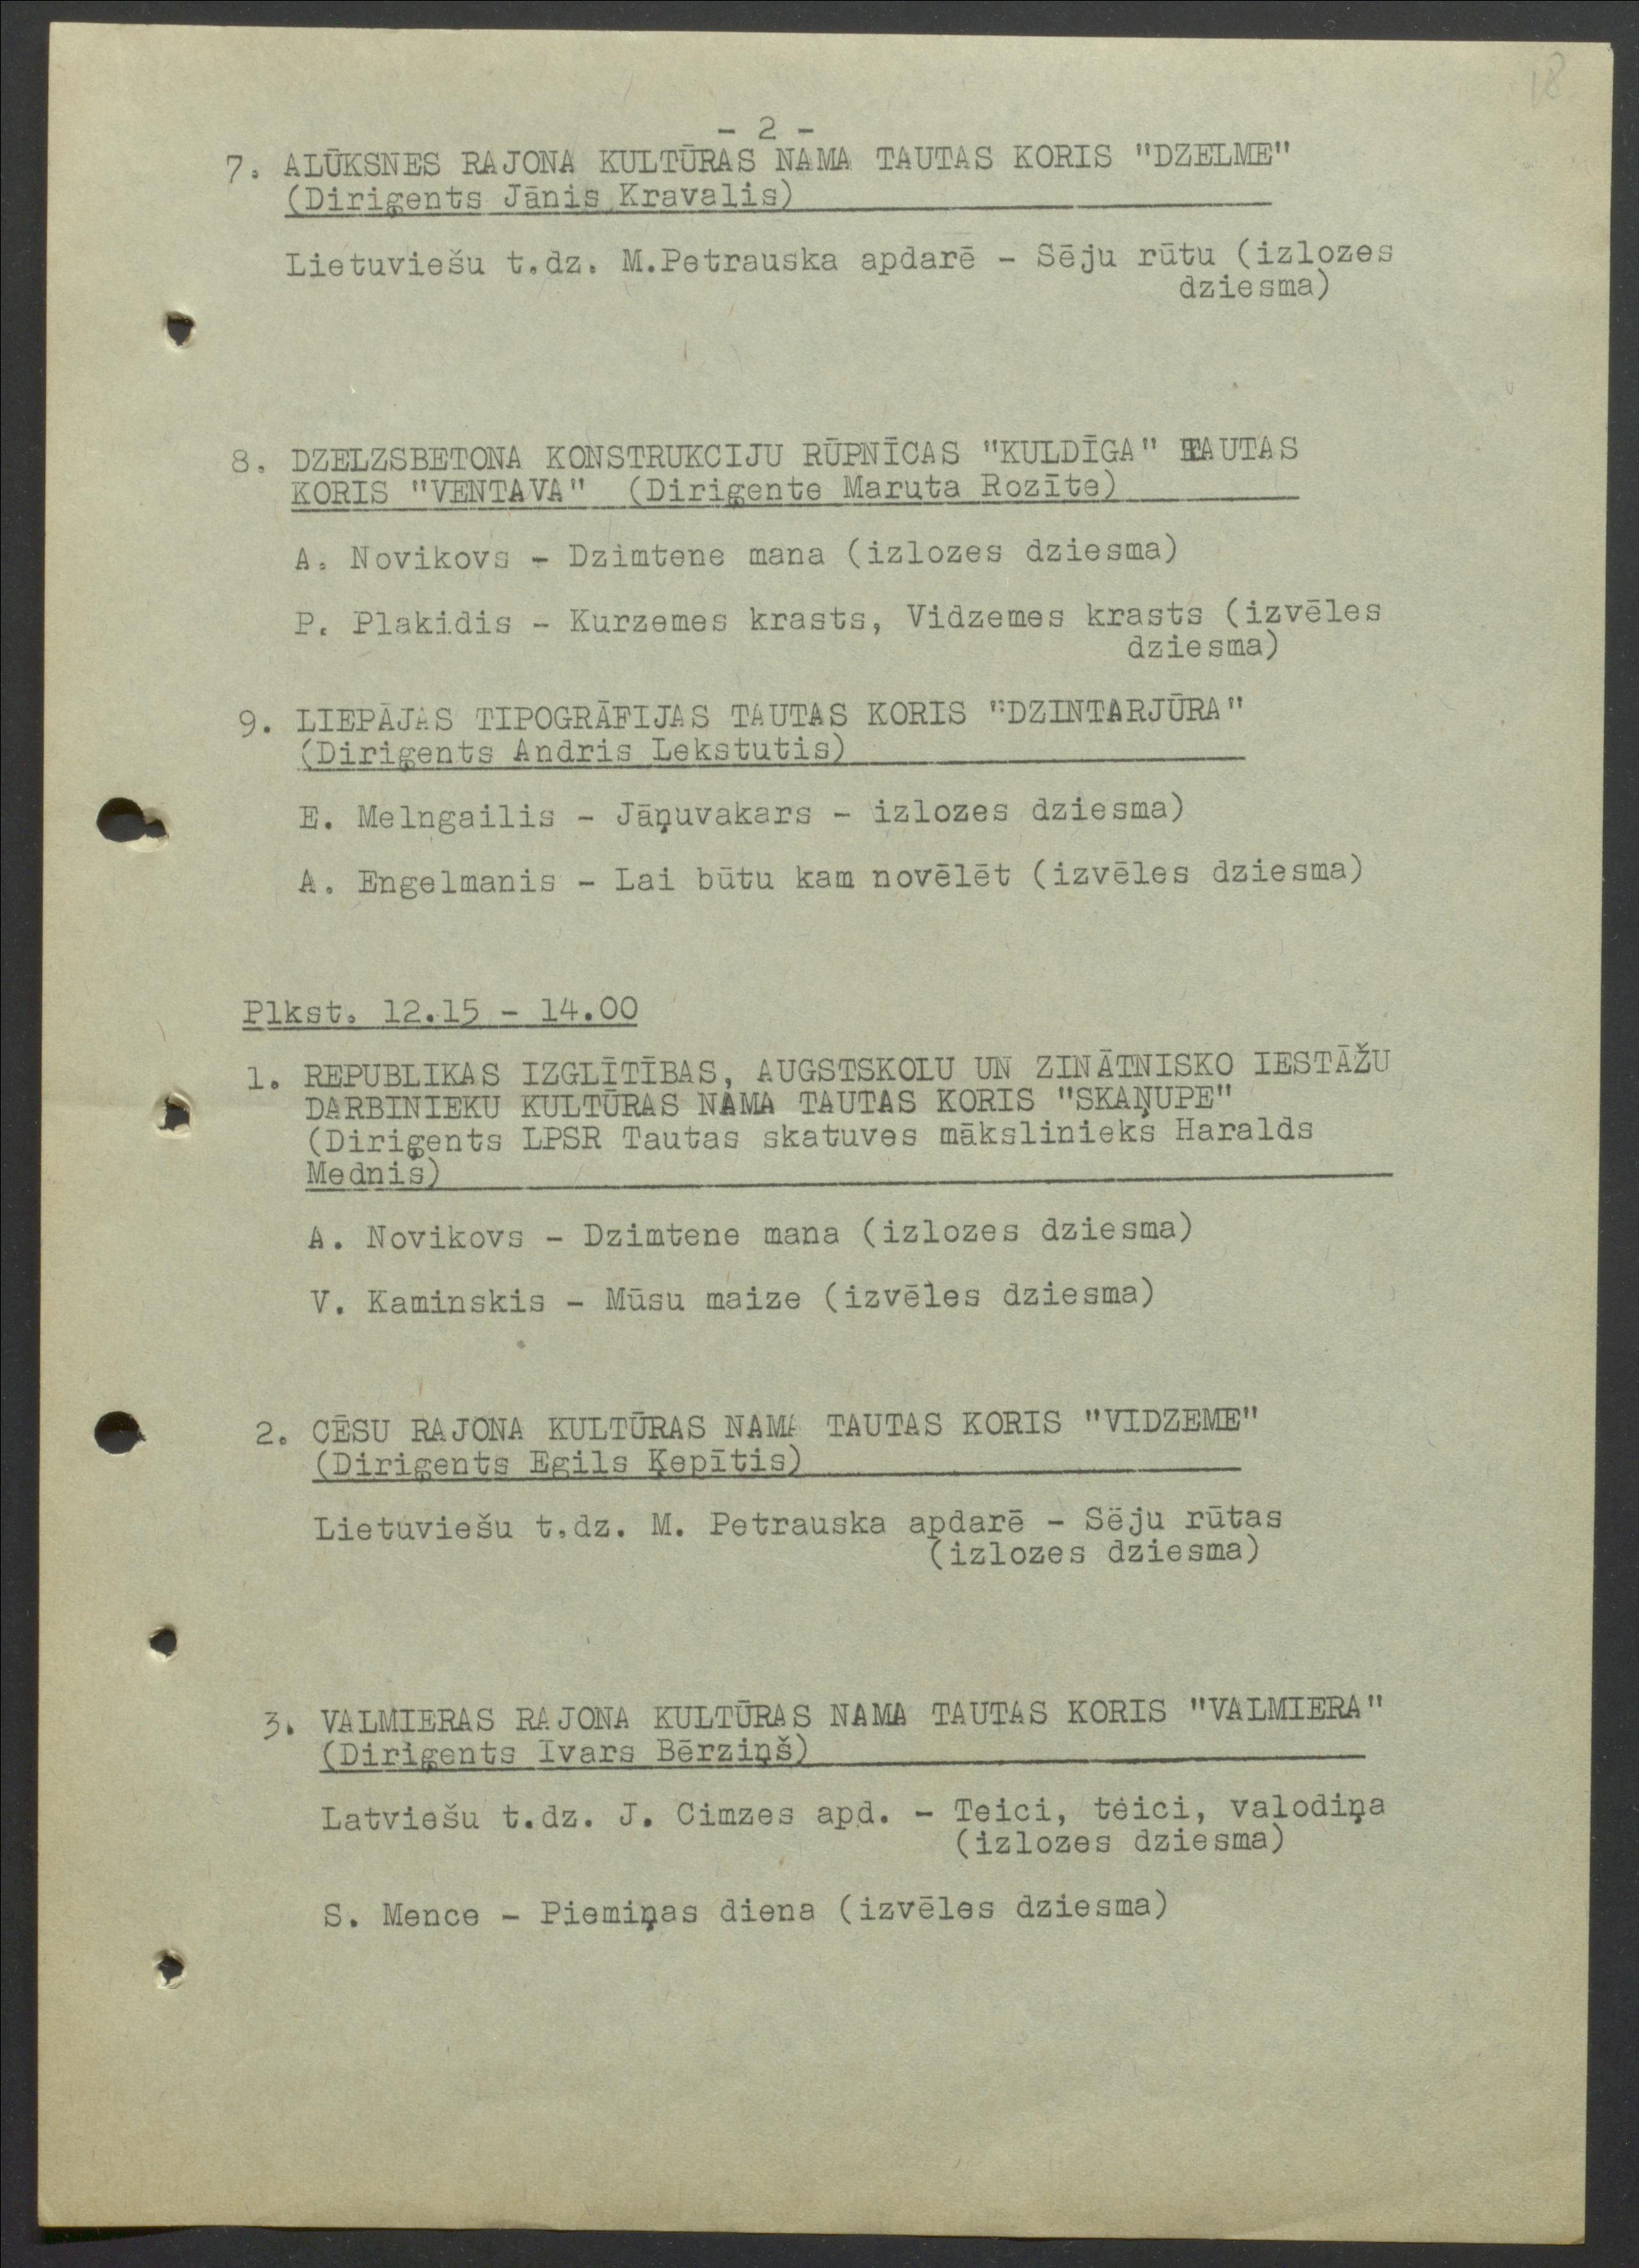 18
- 2 -
7. ALŪKSNES RAJONA KULTŪRAS NAMA TAUTAS KORIS "DZELME"
(Diriģents Jānis Kravalis)
Lietuviešu t.dz. M.Petrauska apdarē - Sēju rūtu (izlozes
dziesma)
8. DZELZSBETONA KONSTRUKCIJU RŪPNĪCAS "KULDĪGA" TAUTAS
KORIS "VENTAVA" (Diriģente Maruta Rozīte)
A. Novikovs - Dzimtene mana (izlozes dziesma)
P. Plakidis - Kurzemes krasts, Vidzemes krasts (izvēles
dziesma)
9. LIEPĀJAS TIPOGRĀFIJAS TAUTAS KORIS "DZINTARJŪRA"
(Diriģents Andris Lekstutis)
E. Melngailis - Jāņuvakars - izlozes dziesma)
A. Engelmanis - Lai būtu kam novēlēt (izvēles dziesma)
Plkst. 12.15 - 14.00
1. REPUBLIKAS IZGLĪTĪBAS, AUGSTSKOLU UN ZINĀTNISKO IESTĀŽU
DARBINIEKU KULTŪRAS NAMA TAUTAS KORIS "SKAŅUPE"
(Diriģents LPSR Tautas skatuves mākslinieks Haralds
Mednis)
A. Novikovs - Dzimtene mana (izlozes dziesma)
V. Kaminskis - Mūsu maize (izvēles dziesma)
2. CĒSU RAJONA KULTŪRAS NAMA TAUTAS KORIS "VIDZEME"
(Diriģents Egils Ķepītis)
Lietuviešu t.dz. M. Petrauska apdarē - Sēju rūtas
(izlozes dziesma)
3. VALMIERAS RAJONA KULTŪRAS NAMA TAUTAS KORIS "VALMIERA"
(Diriģents Ivars Bērziņš)
Latviešu t.dz. J. Cimzes apd. - Teici, teici, valodiņa
(izlozes dziesma)
S. Mence - Piemiņas diena (izvēles dziesma)